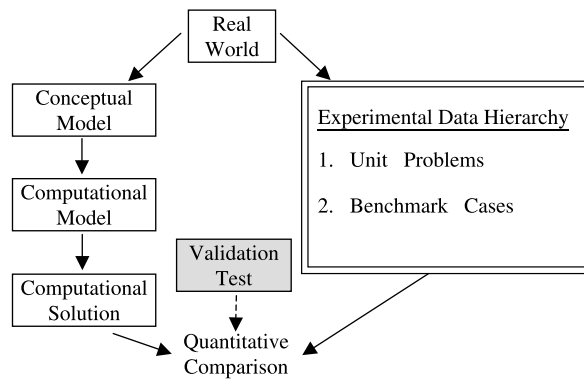 Real
World
Conceptual
Model
Experimental Data Hierarchy
1. Unit Problems
Computational
Model
2. Benchmark Cases
Validation
Test
Computational
Solution
Quantitative
Comparison